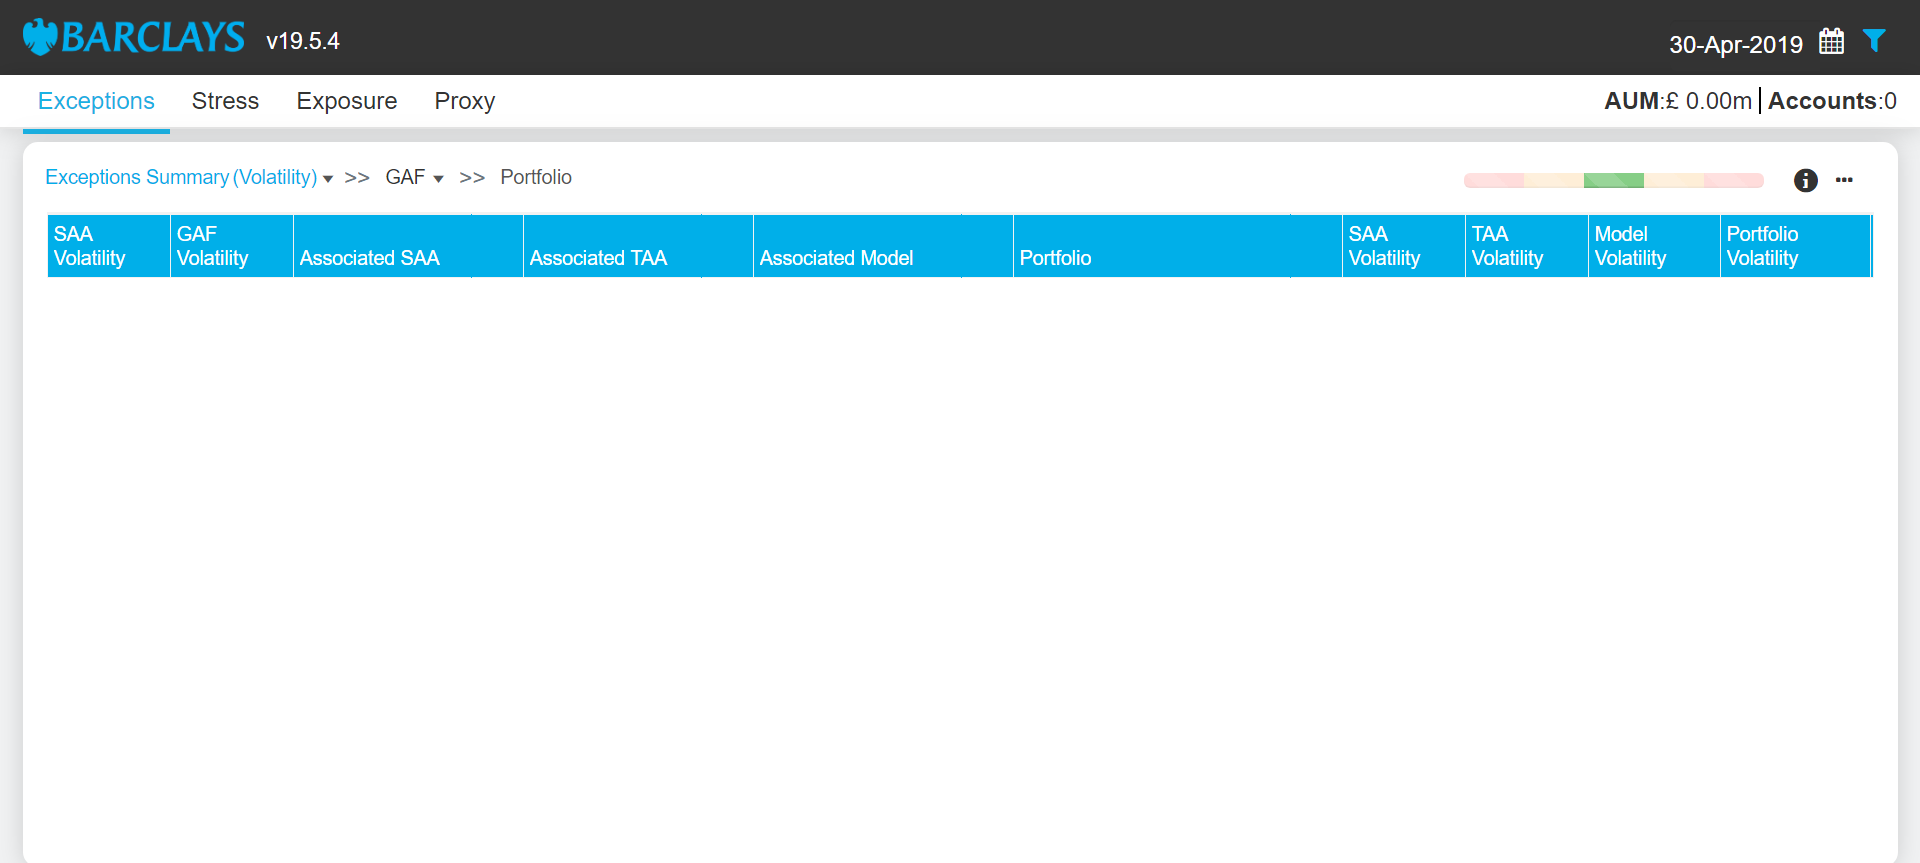 BARCLAYS v19.5.4 30-Apr-2019
Exceptions Stress Exposure Proxy AUM:£ 0.00m Accounts:0
Exceptions Summary (Volatility) >> GAF >> Portfolio
SAA Volatility
GAF Volatility
Associated SAA
Associated TAA
Associated Model
Portfolio
SAA Volatility
TAA Volatility
Model Volatility
Portfolio Volatility